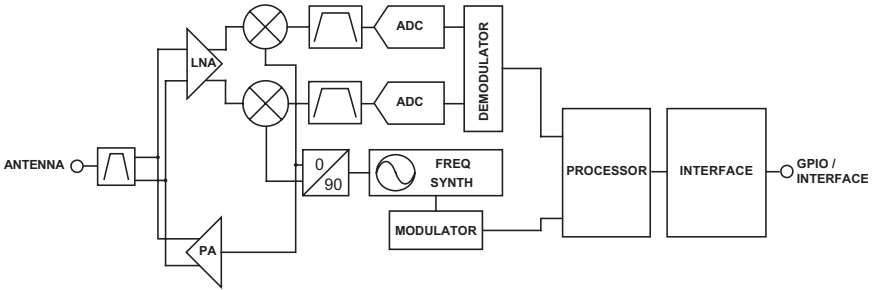 ANTENNA
LNA
ADC
ADC
DEMODULATOR
0
90
FREQ
SYNTH
MODULATOR
PA
PROCESSOR
INTERFACE
GPIO /
INTERFACE